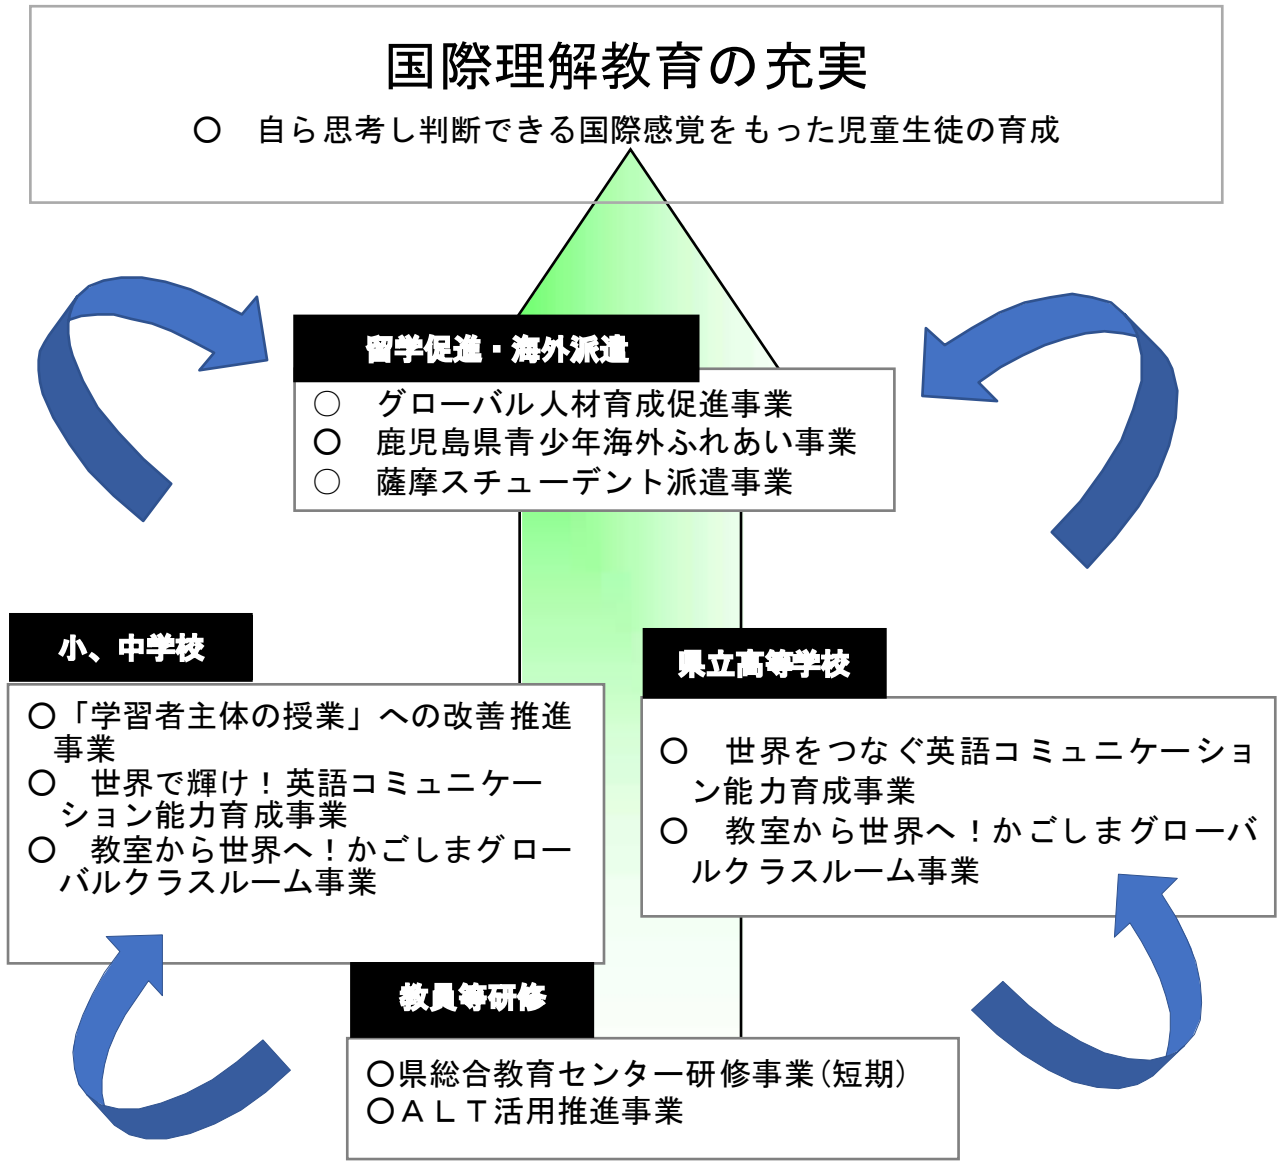 国際理解教育の充実
○　自ら思考し判断できる国際感覚をもった児童生徒の育成
留学促進・海外派遣
○　グローバル人材育成促進事業
○　鹿児島県青少年海外ふれあい事業
○　薩摩スチューデント派遣事業
小、中学校
○「学習者主体の授業」への改善推進
事業
○　世界で輝け！英語コミュニケー
ション能力育成事業
○　教室から世界へ！かごしまグロー
バルクラスルーム事業
県立高等学校
○　世界をつなぐ英語コミュニケーショ
ン能力育成事業
○　教室から世界へ！かごしまグローバ
ルクラスルーム事業
教員等研修
○県総合教育センター研修事業(短期)
○ＡＬＴ活用推進事業